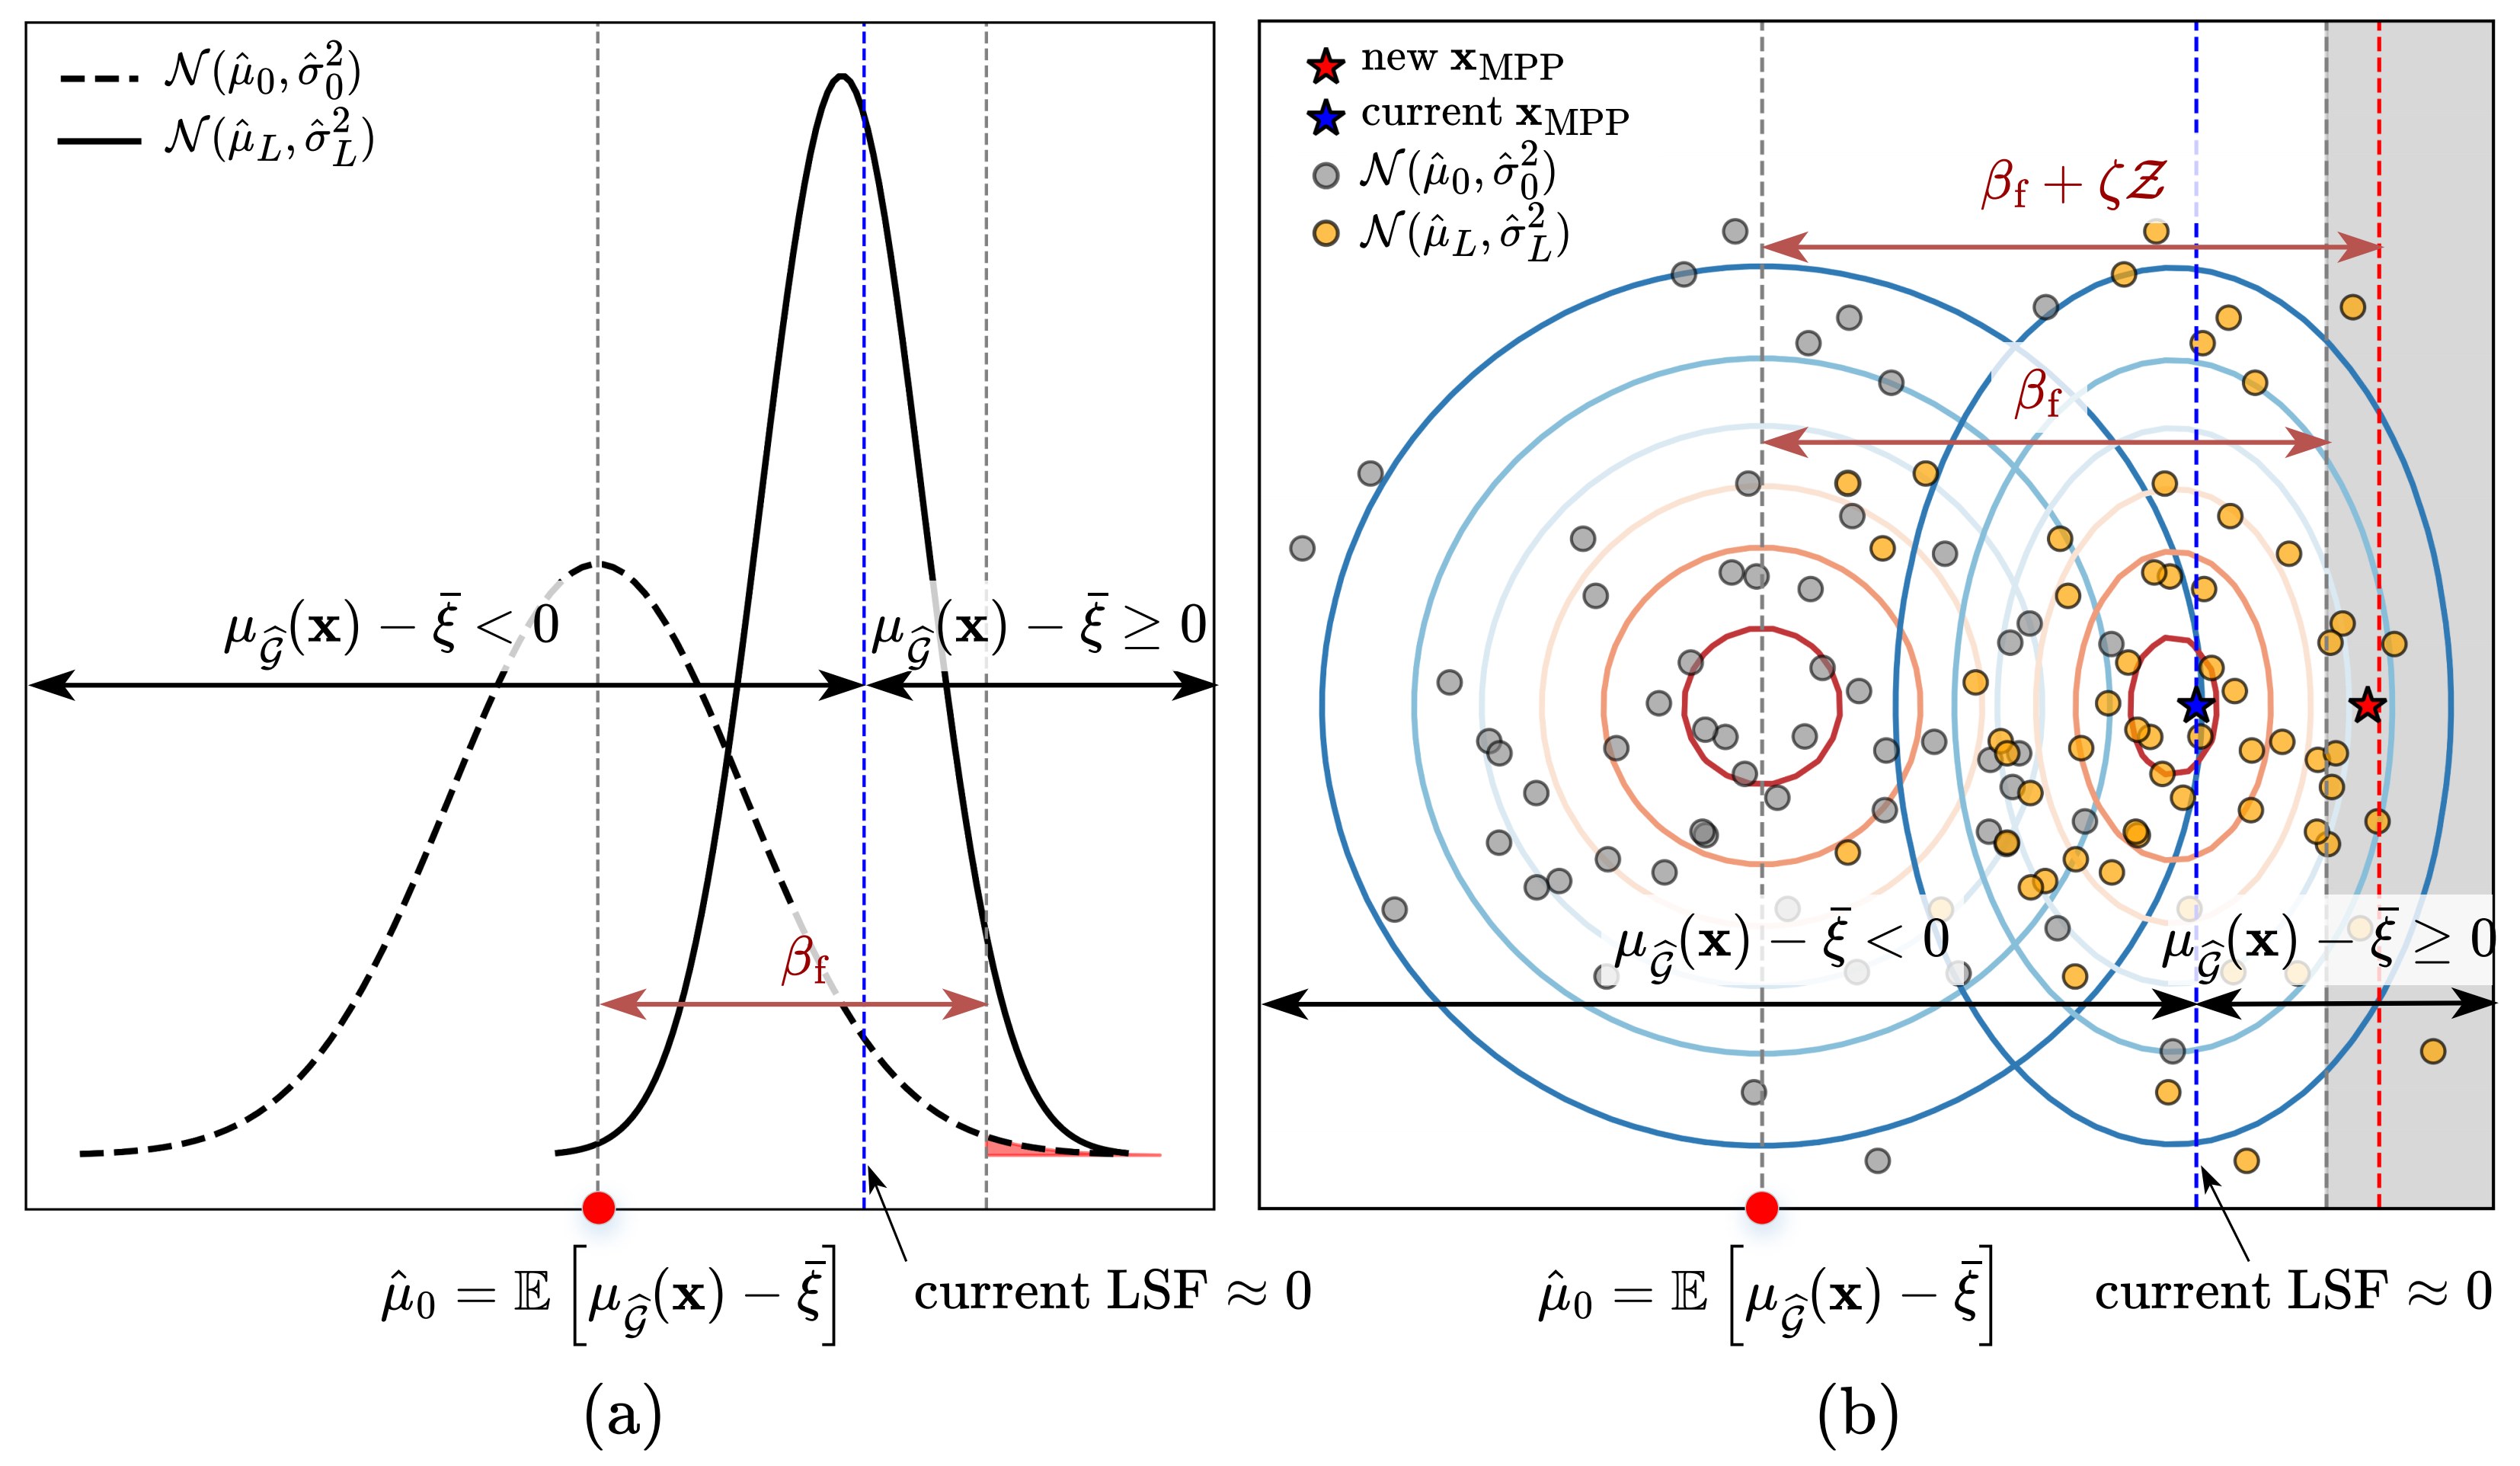 𝒩(μ̂₀, σ̂₀²)
𝒩(μ̂_L, σ̂_L²)
μ_𝒢̂(𝐱) − ξ̄ < 0
μ_𝒢̂(𝐱) − ξ̄ ≥ 0
β_f
μ̂₀ = 𝔼[μ_𝒢̂(𝐱) − ξ̄]
current LSF ≈ 0
(a)
new 𝐱_MPP
current 𝐱_MPP
𝒩(μ̂₀, σ̂₀²)
𝒩(μ̂_L, σ̂_L²)
β_f + ζ𝒵
β_f
μ_𝒢̂(𝐱) − ξ̄ < 0
μ_𝒢̂(𝐱) − ξ̄ ≥ 0
μ̂₀ = 𝔼[μ_𝒢̂(𝐱) − ξ̄]
current LSF ≈ 0
(b)